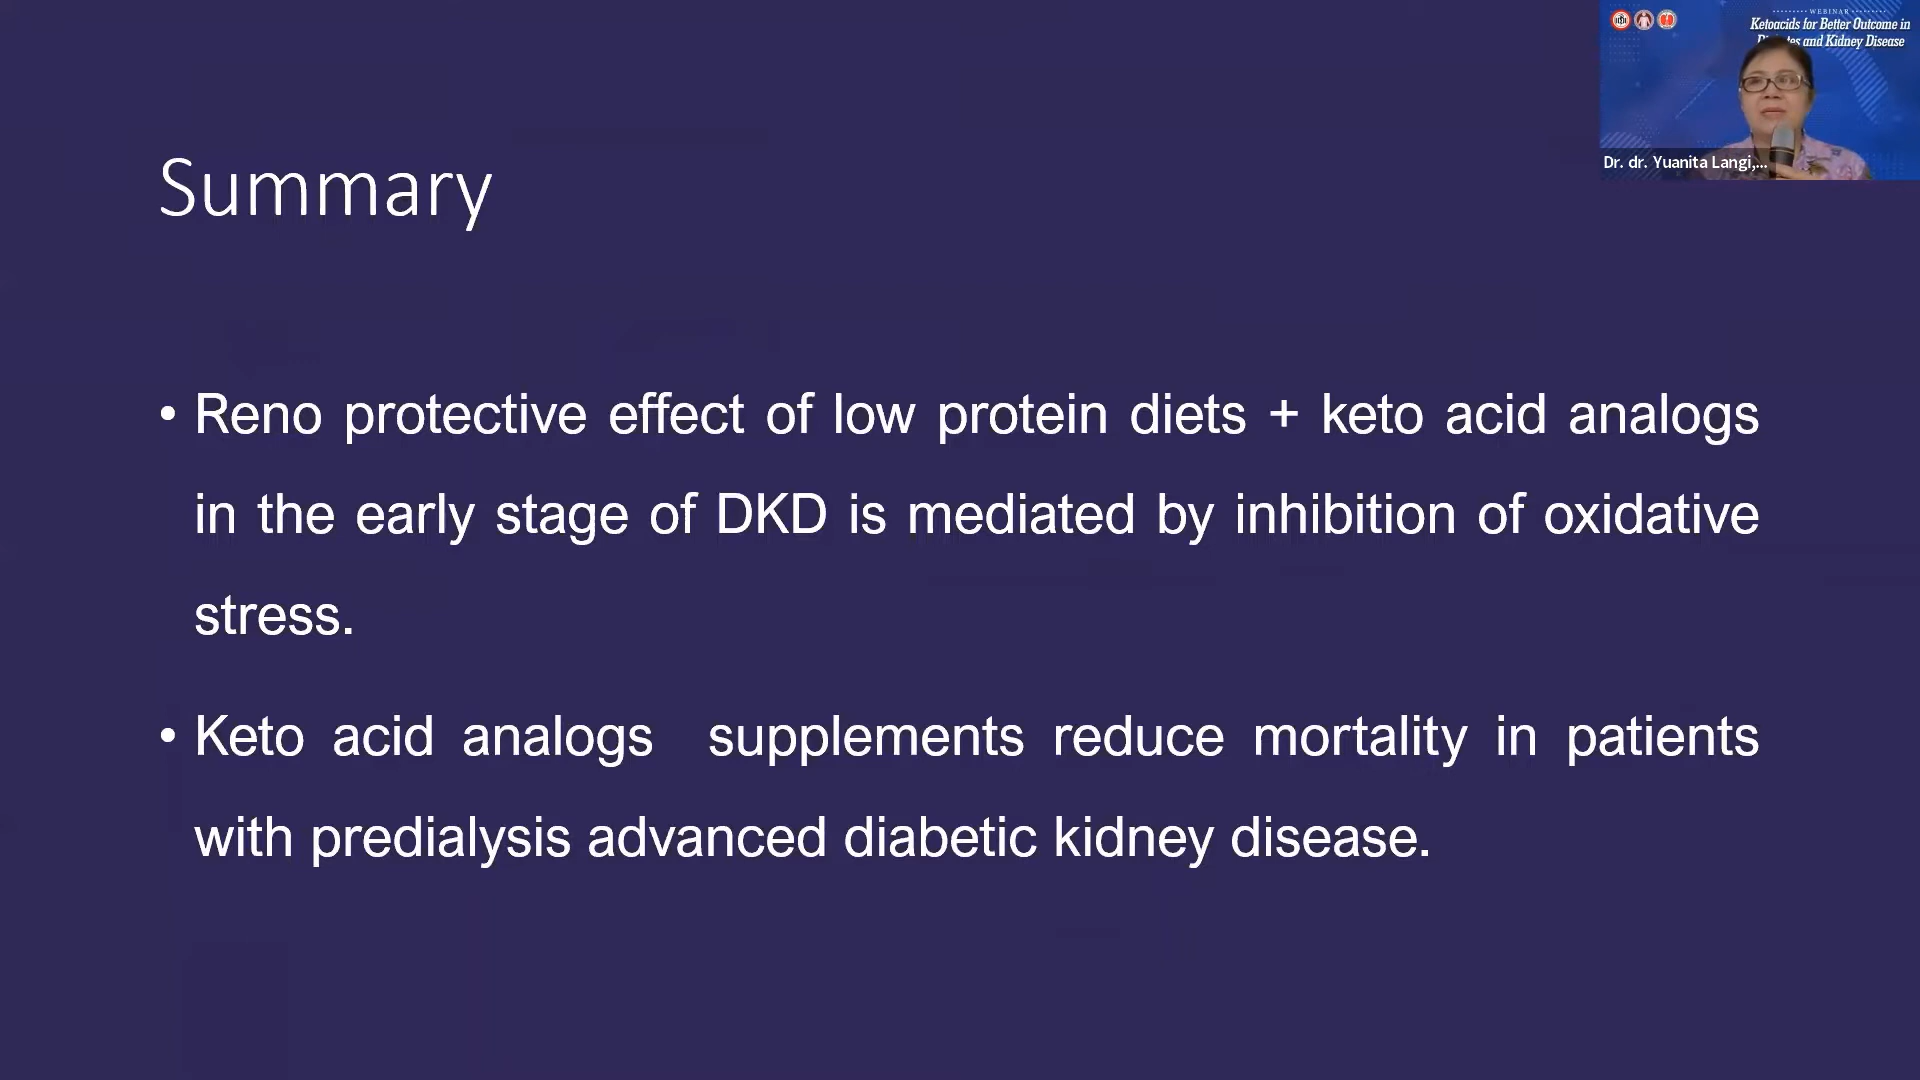 WEBINAR
Ketoacids for Better Outcome in
and Kidney Disease
Dr. dr. Yuanita Langi,...
Summary
• Reno protective effect of low protein diets + keto acid analogs
in the early stage of DKD is mediated by inhibition of oxidative
stress.
• Keto acid analogs supplements reduce mortality in patients
with predialysis advanced diabetic kidney disease.